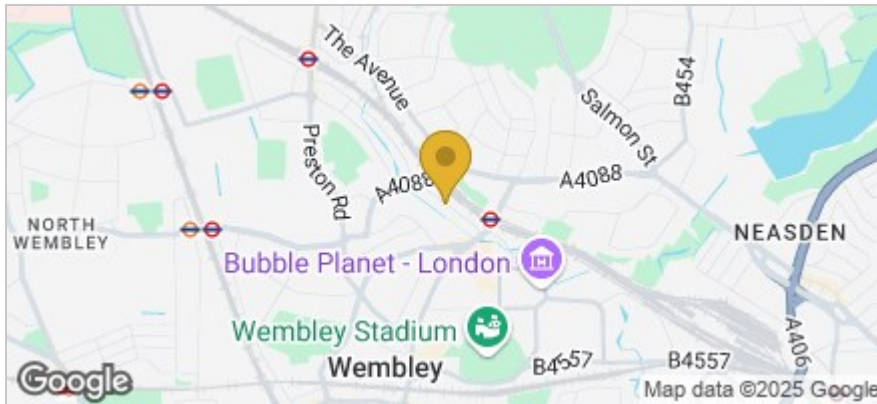 The Avenue
B454
Salmon St
Preston Rd
A4088
A4088
NORTH
WEMBLEY
NEASDEN
Bubble Planet - London
Wembley Stadium
Wembley
B4557
B4557
A406
Google
Map data ©2025 Google